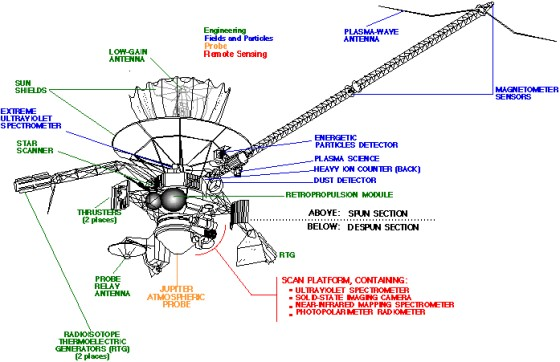 Engineering
Fields and Particles
Probe
Remote Sensing
PLASMA-WAVE
ANTENNA
LOW-GAIN
ANTENNA
SUN
SHIELDS
MAGNETOMETER
SENSORS
EXTREME
ULTRAVIOLET
SPECTROMETER
STAR
SCANNER
ENERGETIC
PARTICLES DETECTOR
PLASMA SCIENCE
HEAVY ION COUNTER (BACK)
DUST DETECTOR
RETROPROPULSION MODULE
THRUSTERS
(2 places)
ABOVE: SPUN SECTION
BELOW: DESPUN SECTION
RTG
PROBE
RELAY
ANTENNA
JUPITER
ATMOSPHERIC
PROBE
SCAN PLATFORM, CONTAINING:
ULTRAVIOLET SPECTROMETER
SOLID-STATE IMAGING CAMERA
NEAR-INFRARED MAPPING SPECTROMETER
PHOTOPOLARIMETER RADIOMETER
RADIOISOTOPE
THERMOELECTRIC
GENERATORS (RTG)
(2 places)